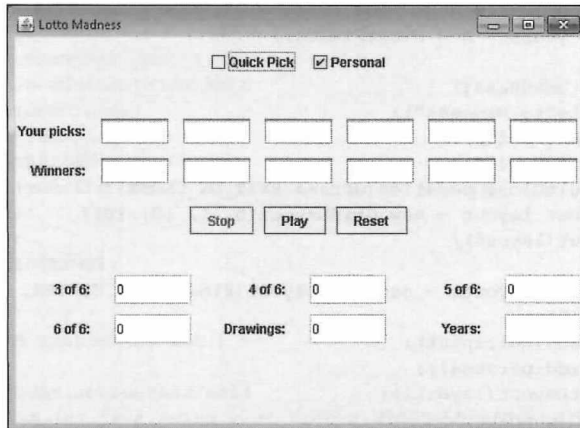 Lotto Madness
Quick Pick Personal
Your picks:
Winners:
Stop Play Reset
3 of 6: 0 4 of 6: 0 5 of 6: 0
6 of 6: 0 Drawings: 0 Years: